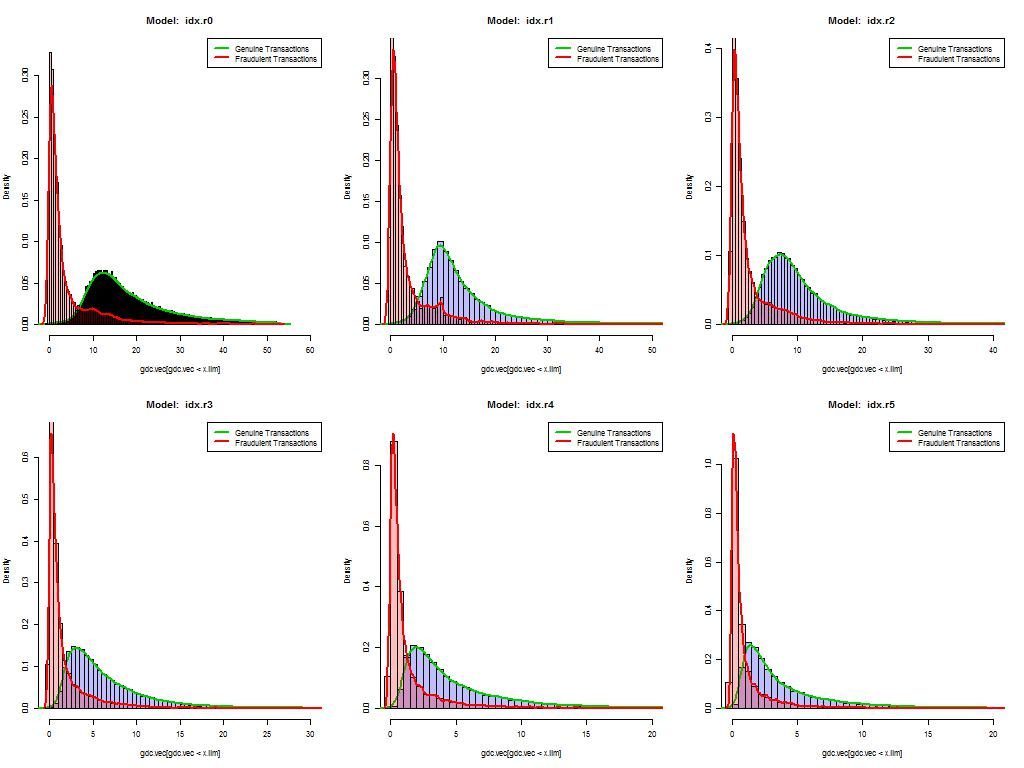 Model:  idx.r0
Genuine Transactions
Fraudulent Transactions
Density
0.00 0.05 0.10 0.15 0.20 0.25 0.30
0 10 20 30 40 50 60
gdc.vec[gdc.vec < x.lim]
Model:  idx.r1
Genuine Transactions
Fraudulent Transactions
Density
0.00 0.05 0.10 0.15 0.20 0.25 0.30
0 10 20 30 40 50
gdc.vec[gdc.vec < x.lim]
Model:  idx.r2
Genuine Transactions
Fraudulent Transactions
Density
0.0 0.1 0.2 0.3 0.4
0 10 20 30 40
gdc.vec[gdc.vec < x.lim]
Model:  idx.r3
Genuine Transactions
Fraudulent Transactions
Density
0.0 0.1 0.2 0.3 0.4 0.5 0.6
0 5 10 15 20 25 30
gdc.vec[gdc.vec < x.lim]
Model:  idx.r4
Genuine Transactions
Fraudulent Transactions
Density
0.0 0.2 0.4 0.6 0.8
0 5 10 15 20
gdc.vec[gdc.vec < x.lim]
Model:  idx.r5
Genuine Transactions
Fraudulent Transactions
Density
0.0 0.2 0.4 0.6 0.8 1.0
0 5 10 15 20
gdc.vec[gdc.vec < x.lim]